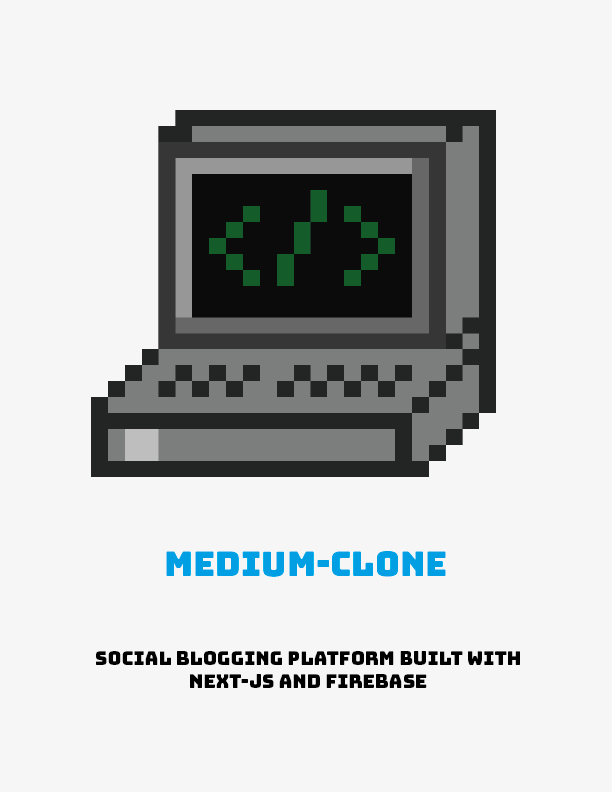 </>
MEDIUM-CLONE
SOCIAL BLOGGING PLATFORM BUILT WITH
NEXT-JS AND FIREBASE